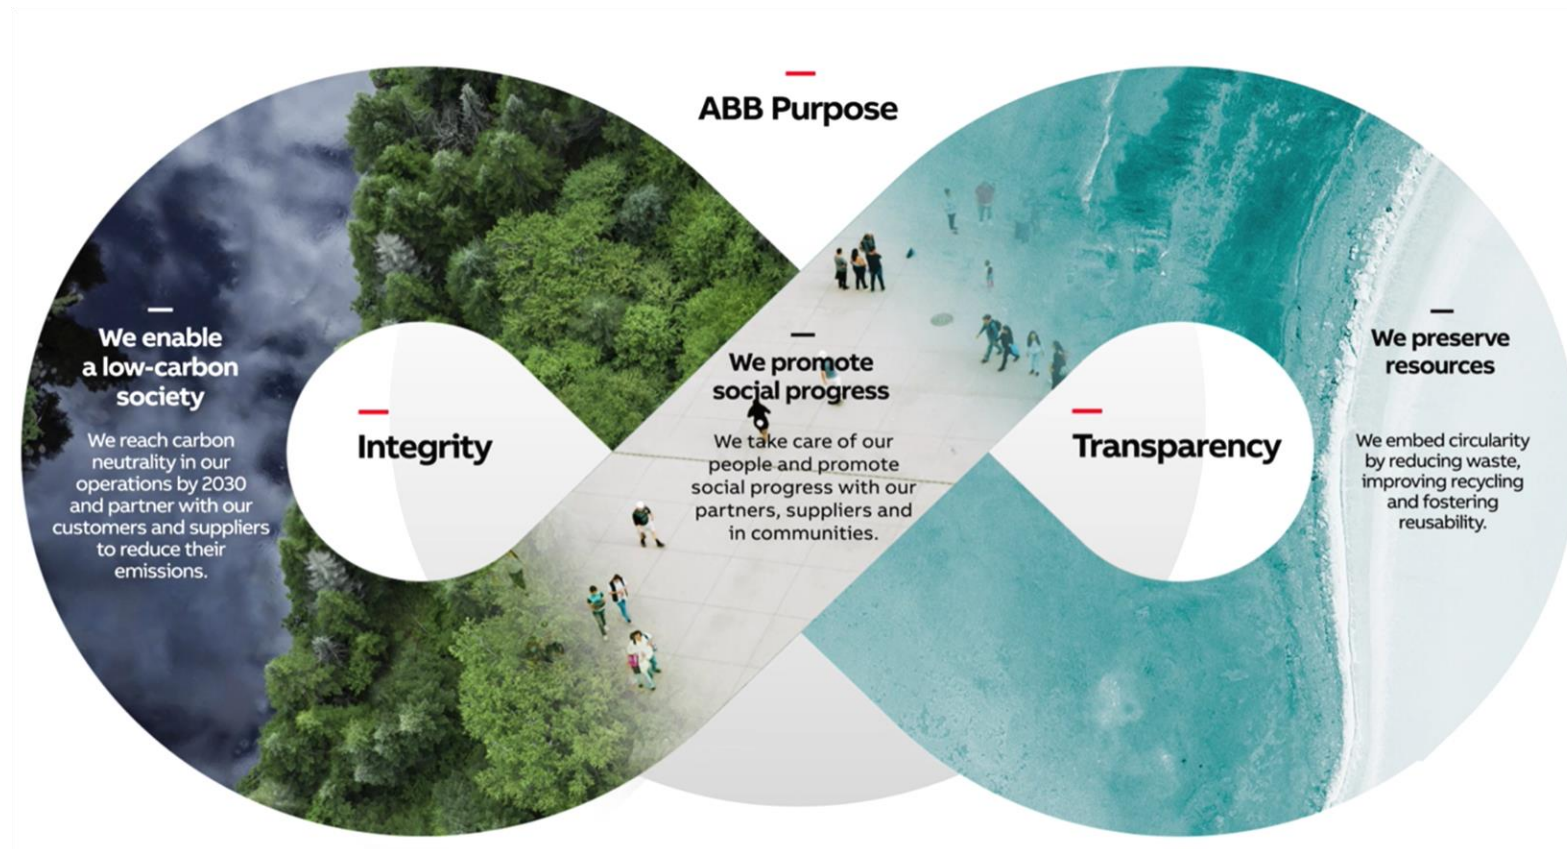 ABB Purpose
We enable
a low-carbon
society
We reach carbon
neutrality in our
operations by 2030
and partner with our
customers and suppliers
to reduce their
emissions.
Integrity
We promote
social progress
We take care of our
people and promote
social progress with our
partners, suppliers and
in communities.
Transparency
We preserve
resources
We embed circularity
by reducing waste,
improving recycling
and fostering
reusability.